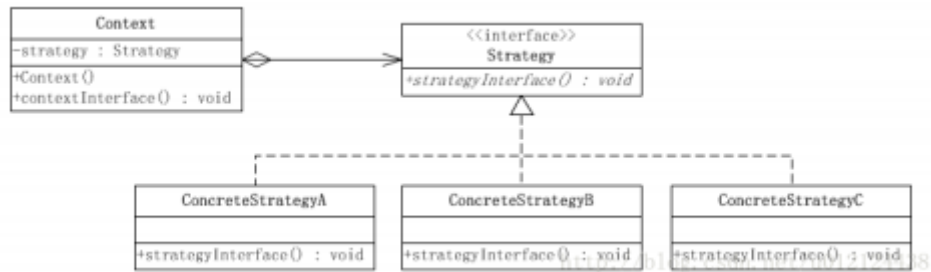 Context
-strategy : Strategy
+Context()
+contextInterface() : void
<<interface>>
Strategy
+strategyInterface() : void
ConcreteStrategyA
+strategyInterface() : void
ConcreteStrategyB
+strategyInterface() : void
ConcreteStrategyC
+strategyInterface() : void